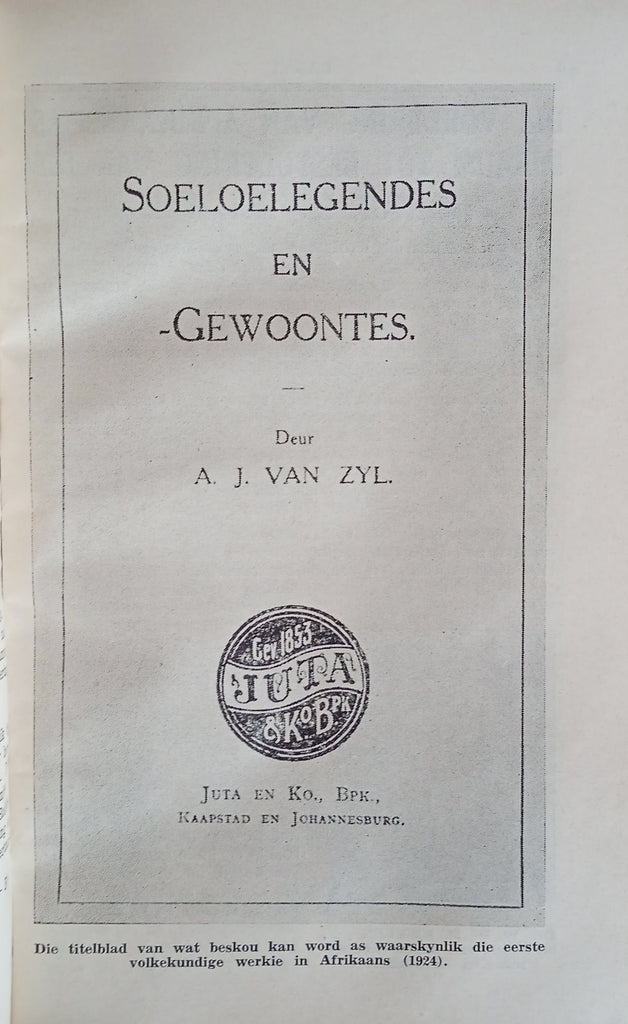 SOELOELEGENDES
EN
-GEWOONTES.
Deur
A. J. VAN ZYL.
Gev. 1853
JUTA
& KO BPK
JUTA EN KO., BPK.,
KAAPSTAD EN JOHANNESBURG.
Die titelblad van wat beskou kan word as waarskynlik die eerste
volkekundige werkie in Afrikaans (1924).